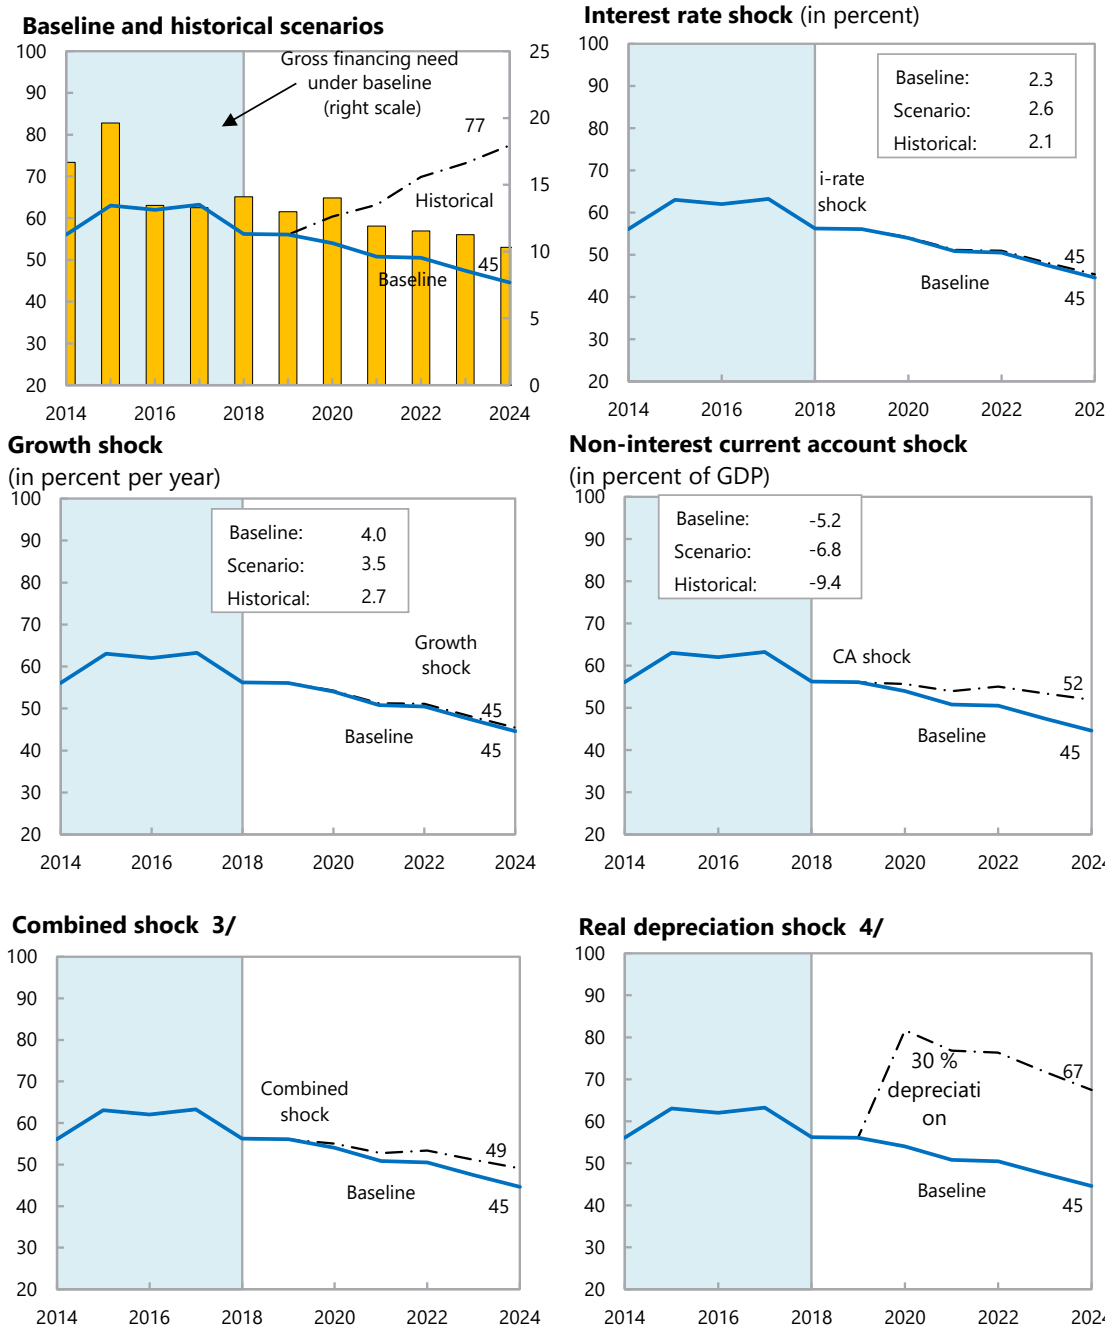 Baseline and historical scenarios
100
90
80
70
60
50
40
30
20
25
20
15
10
5
0
Gross financing need
under baseline
(right scale)
77
Historical
45
Baseline
2014 2016 2018 2020 2022 2024
Interest rate shock (in percent)
100
90
80
70
60
50
40
30
20
Baseline: 2.3
Scenario: 2.6
Historical: 2.1
i-rate
shock
45
Baseline
45
2014 2016 2018 2020 2022 202
Growth shock
(in percent per year)
100
90
80
70
60
50
40
30
20
Baseline: 4.0
Scenario: 3.5
Historical: 2.7
Growth
shock
45
Baseline
45
2014 2016 2018 2020 2022 2024
Non-interest current account shock
(in percent of GDP)
100
90
80
70
60
50
40
30
20
Baseline: -5.2
Scenario: -6.8
Historical: -9.4
CA shock
52
Baseline
45
2014 2016 2018 2020 2022 2024
Combined shock 3/
100
90
80
70
60
50
40
30
20
Combined
shock
49
Baseline
45
2014 2016 2018 2020 2022 2024
Real depreciation shock 4/
100
90
80
70
60
50
40
30
20
30 %
depreciati
on
67
Baseline
45
2014 2016 2018 2020 2022 2024